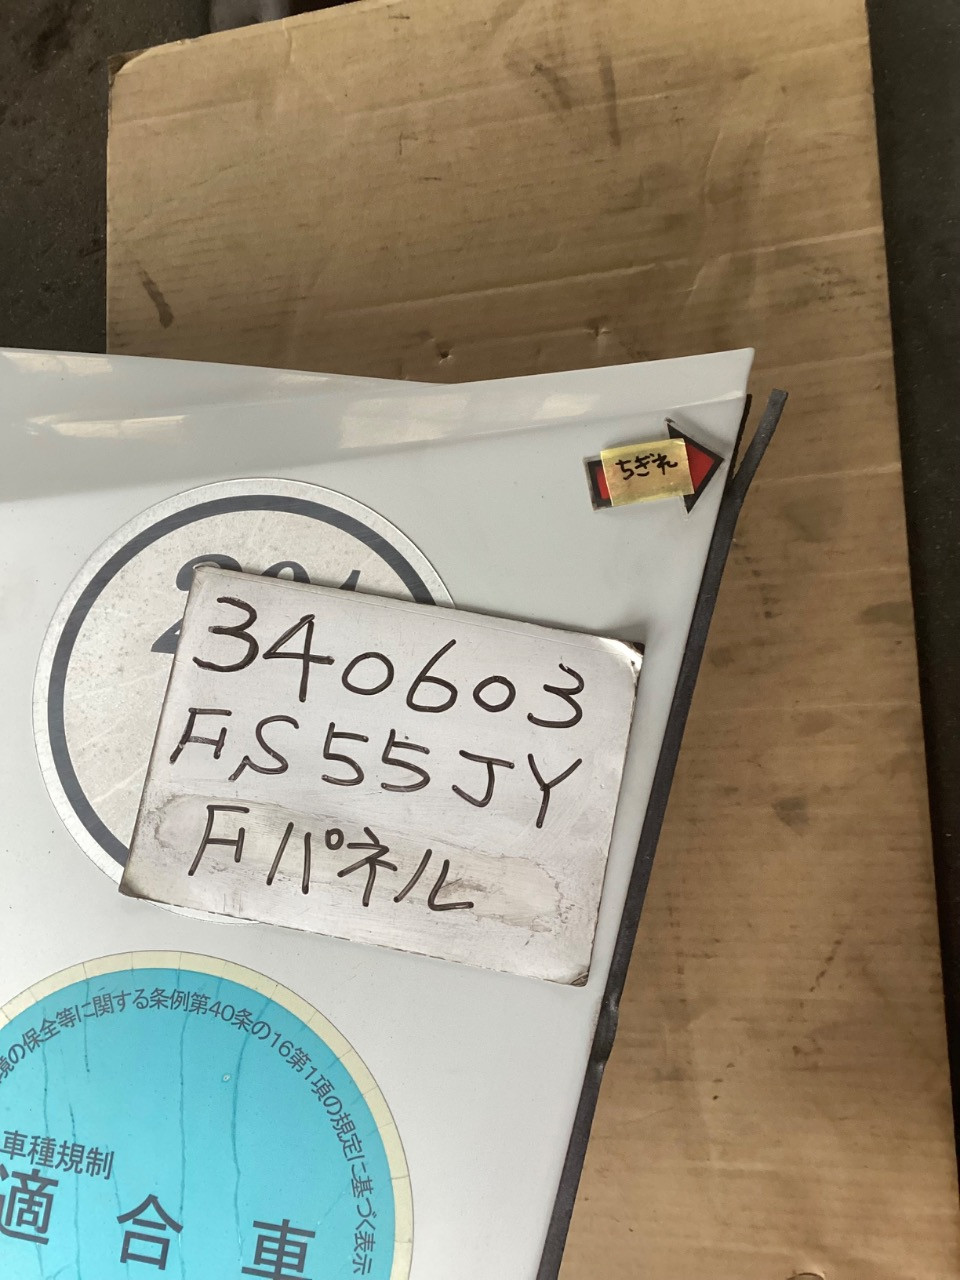 ちぎれ
340603
FS55JY
Fパネル
境の保全等に関する条例第40条の16第1項の規定に基づく表示
車種規制
適合車